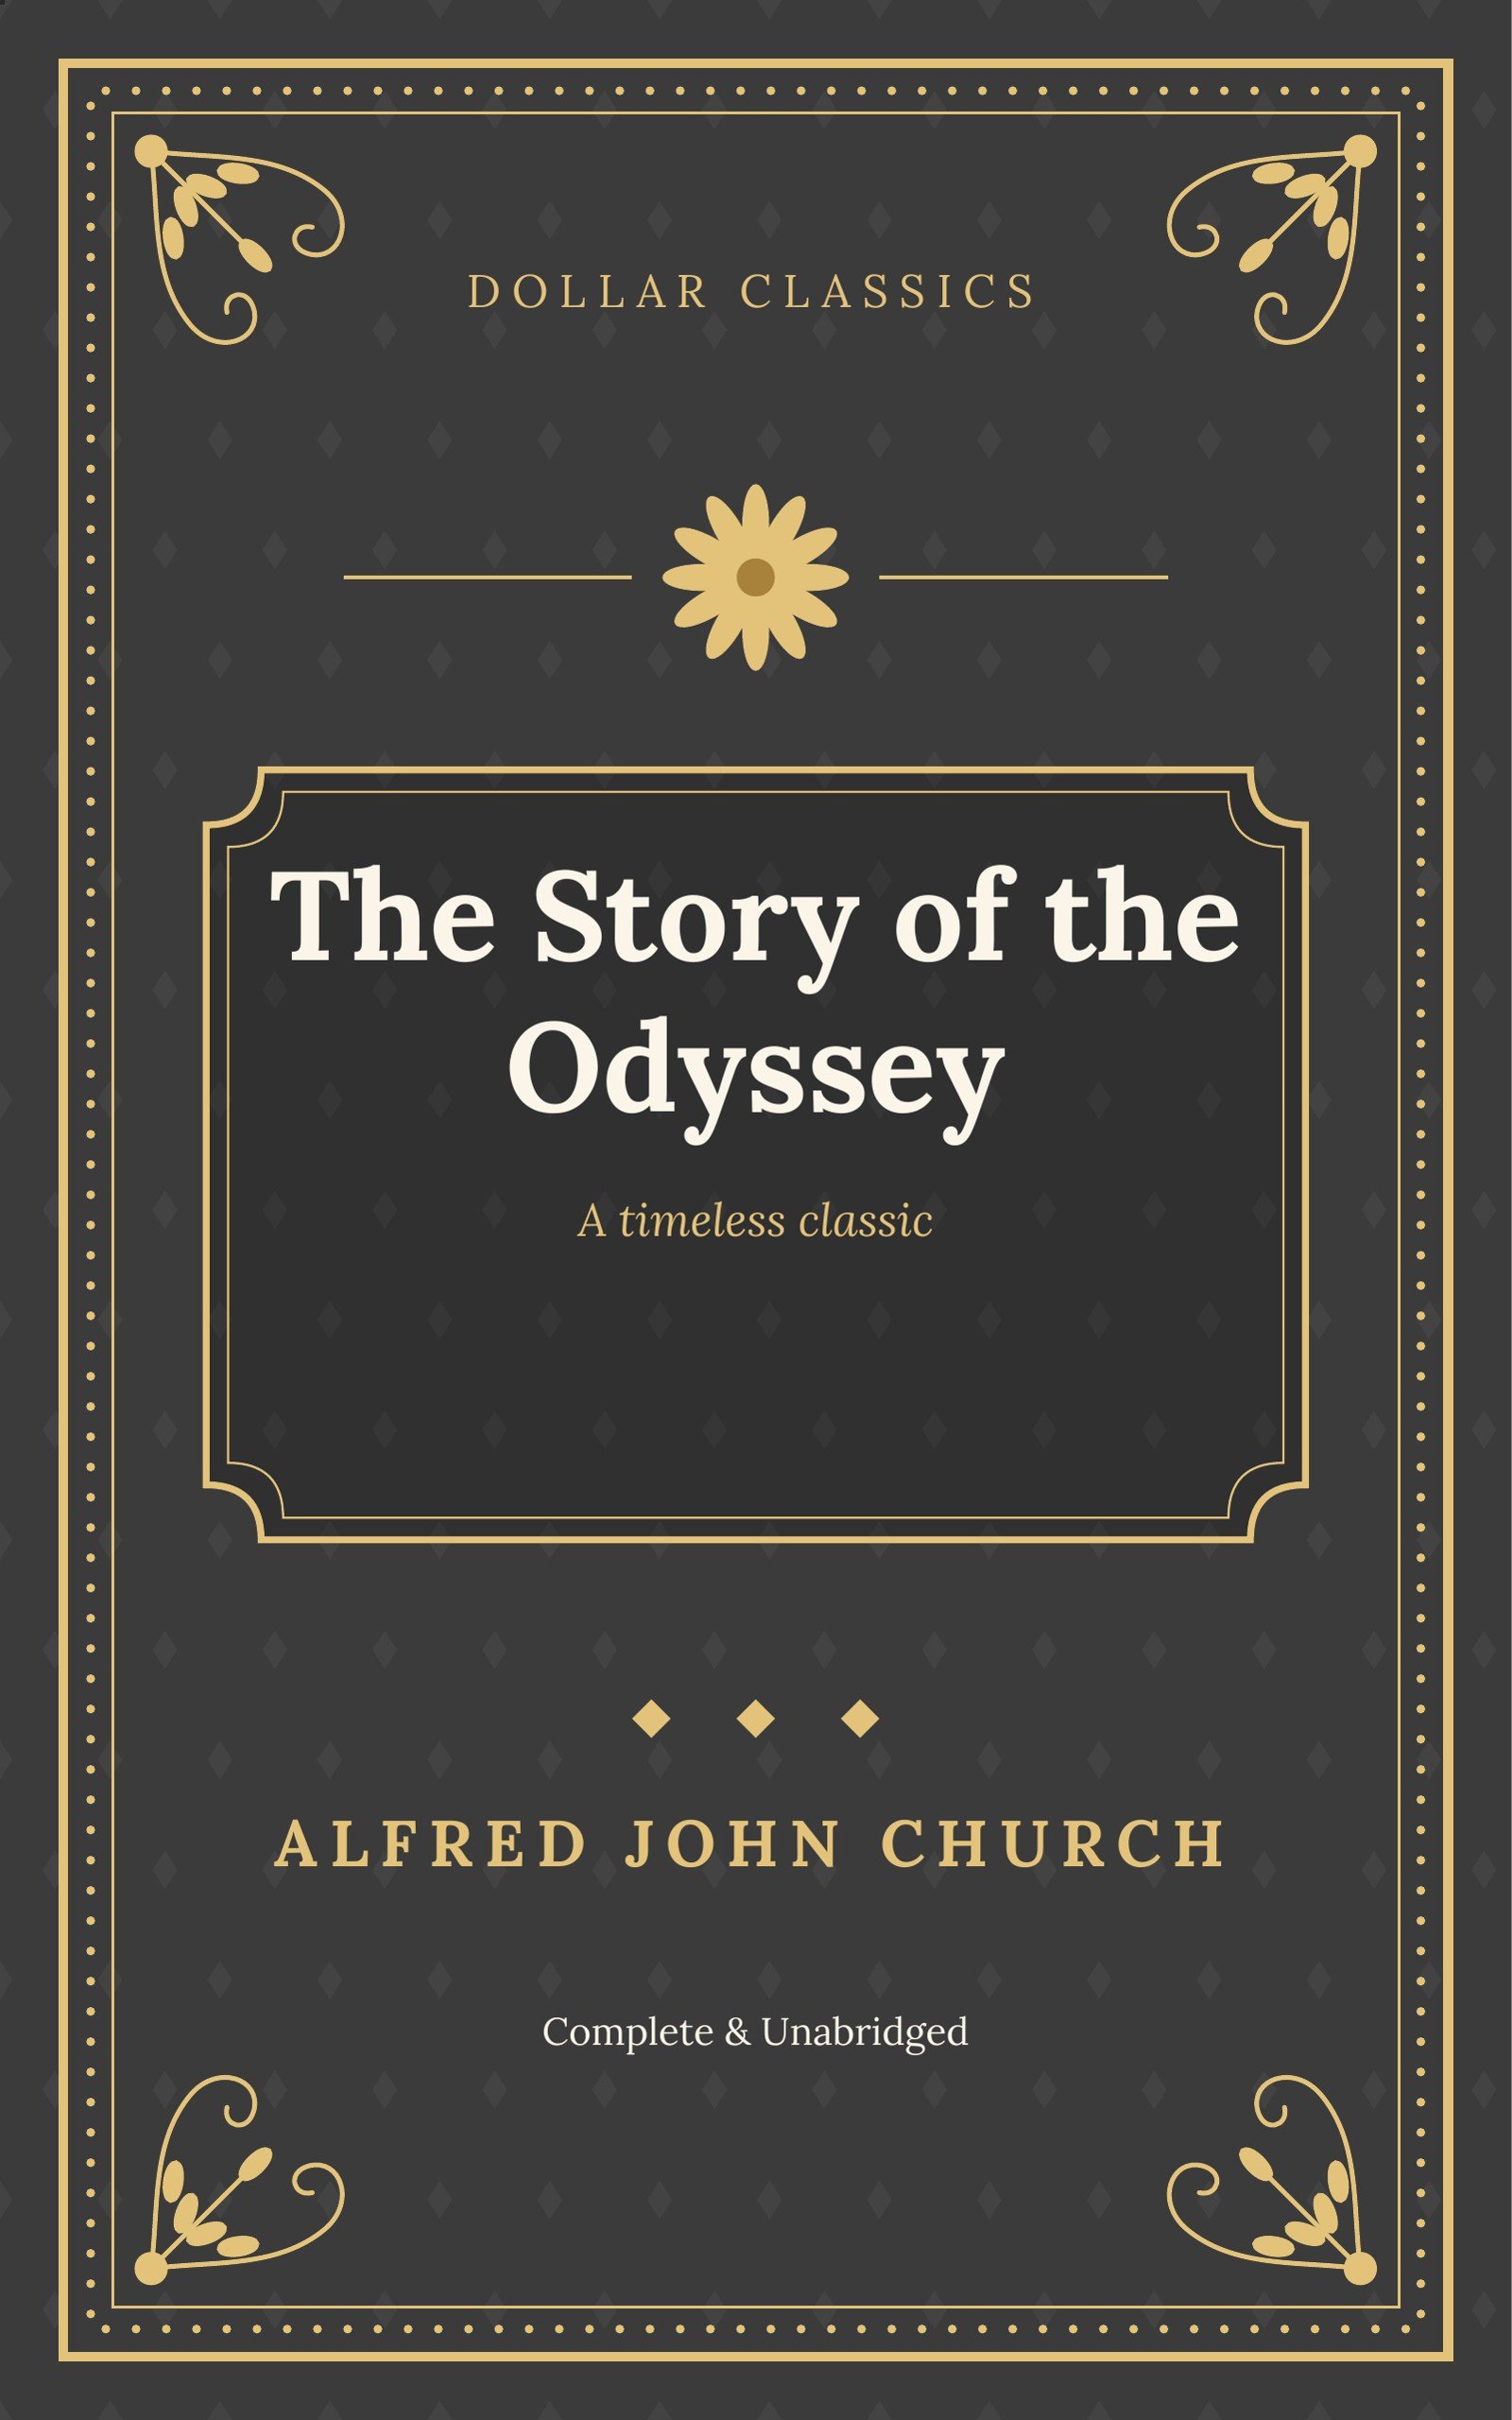 DOLLAR CLASSICS
The Story of the
Odyssey
A timeless classic
ALFRED JOHN CHURCH
Complete & Unabridged